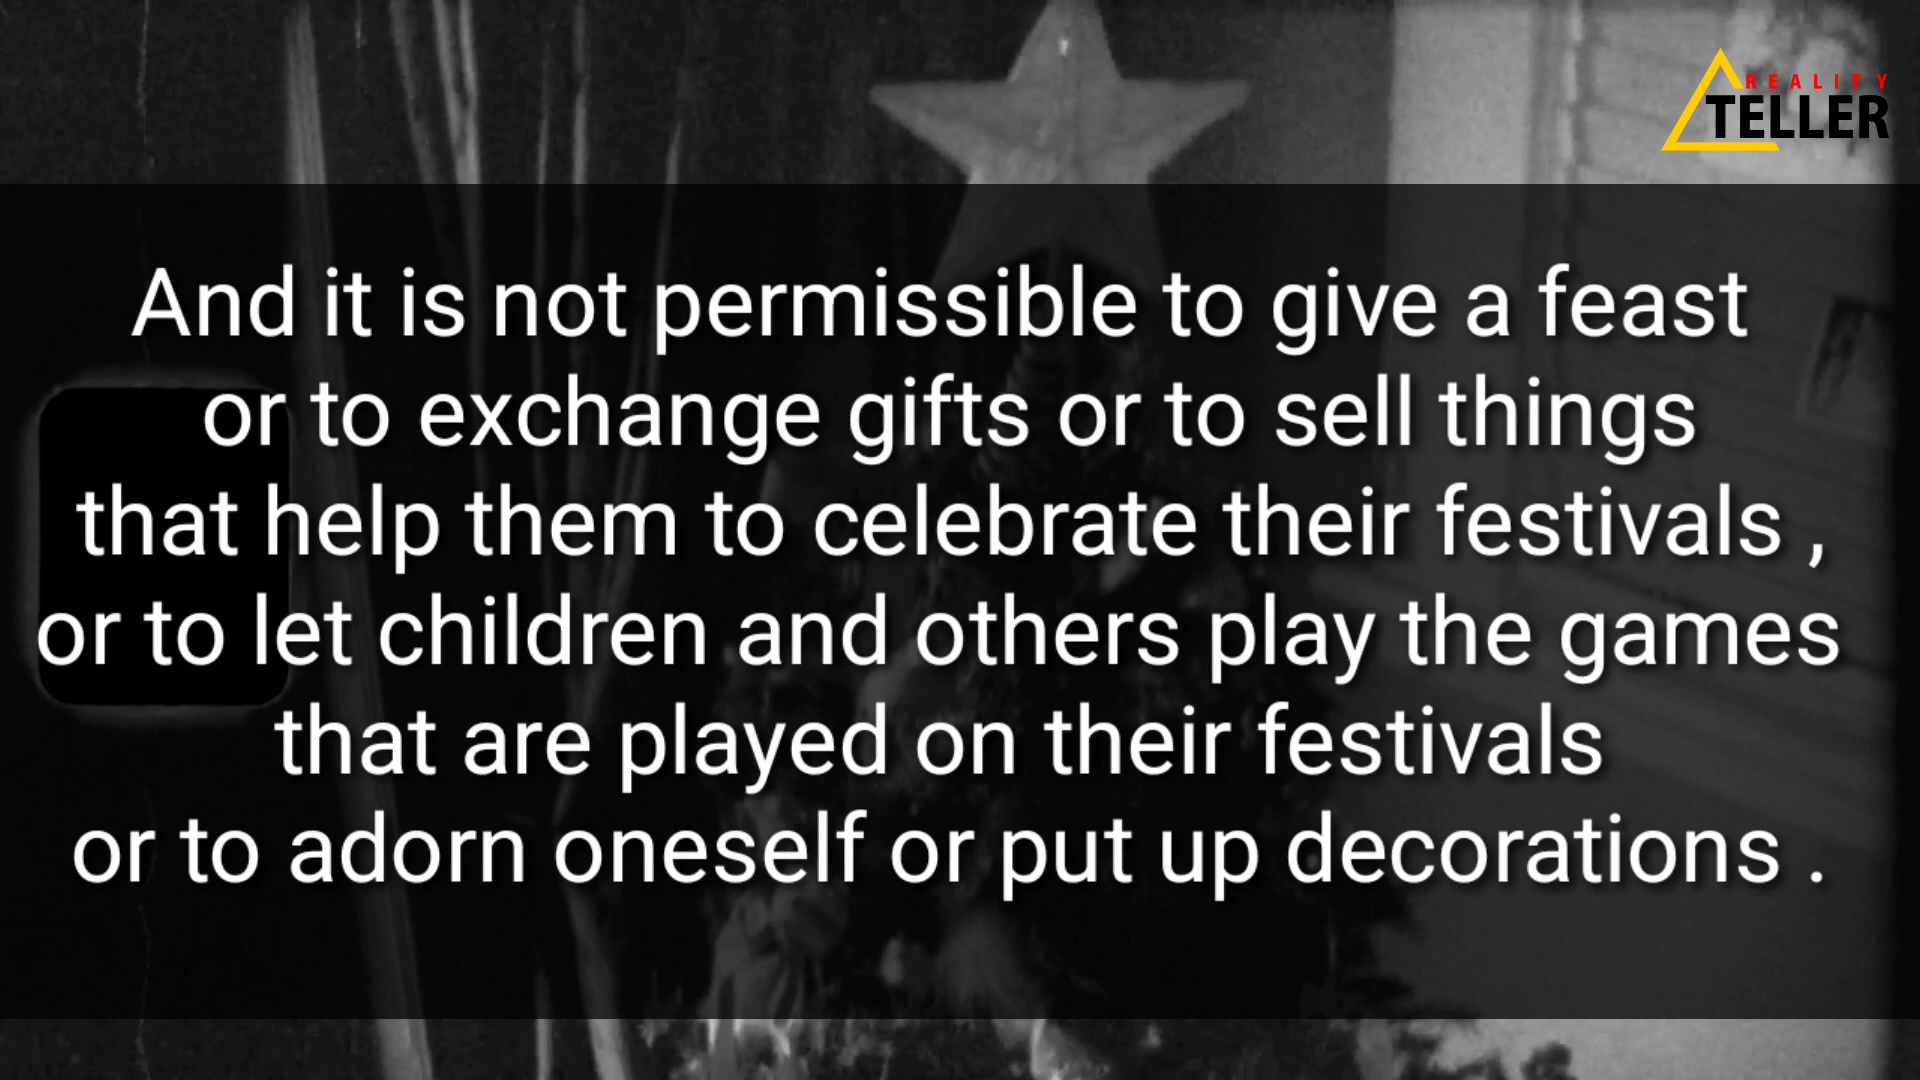 REALITY
TELLER
And it is not permissible to give a feast
or to exchange gifts or to sell things
that help them to celebrate their festivals ,
or to let children and others play the games
that are played on their festivals
or to adorn oneself or put up decorations .